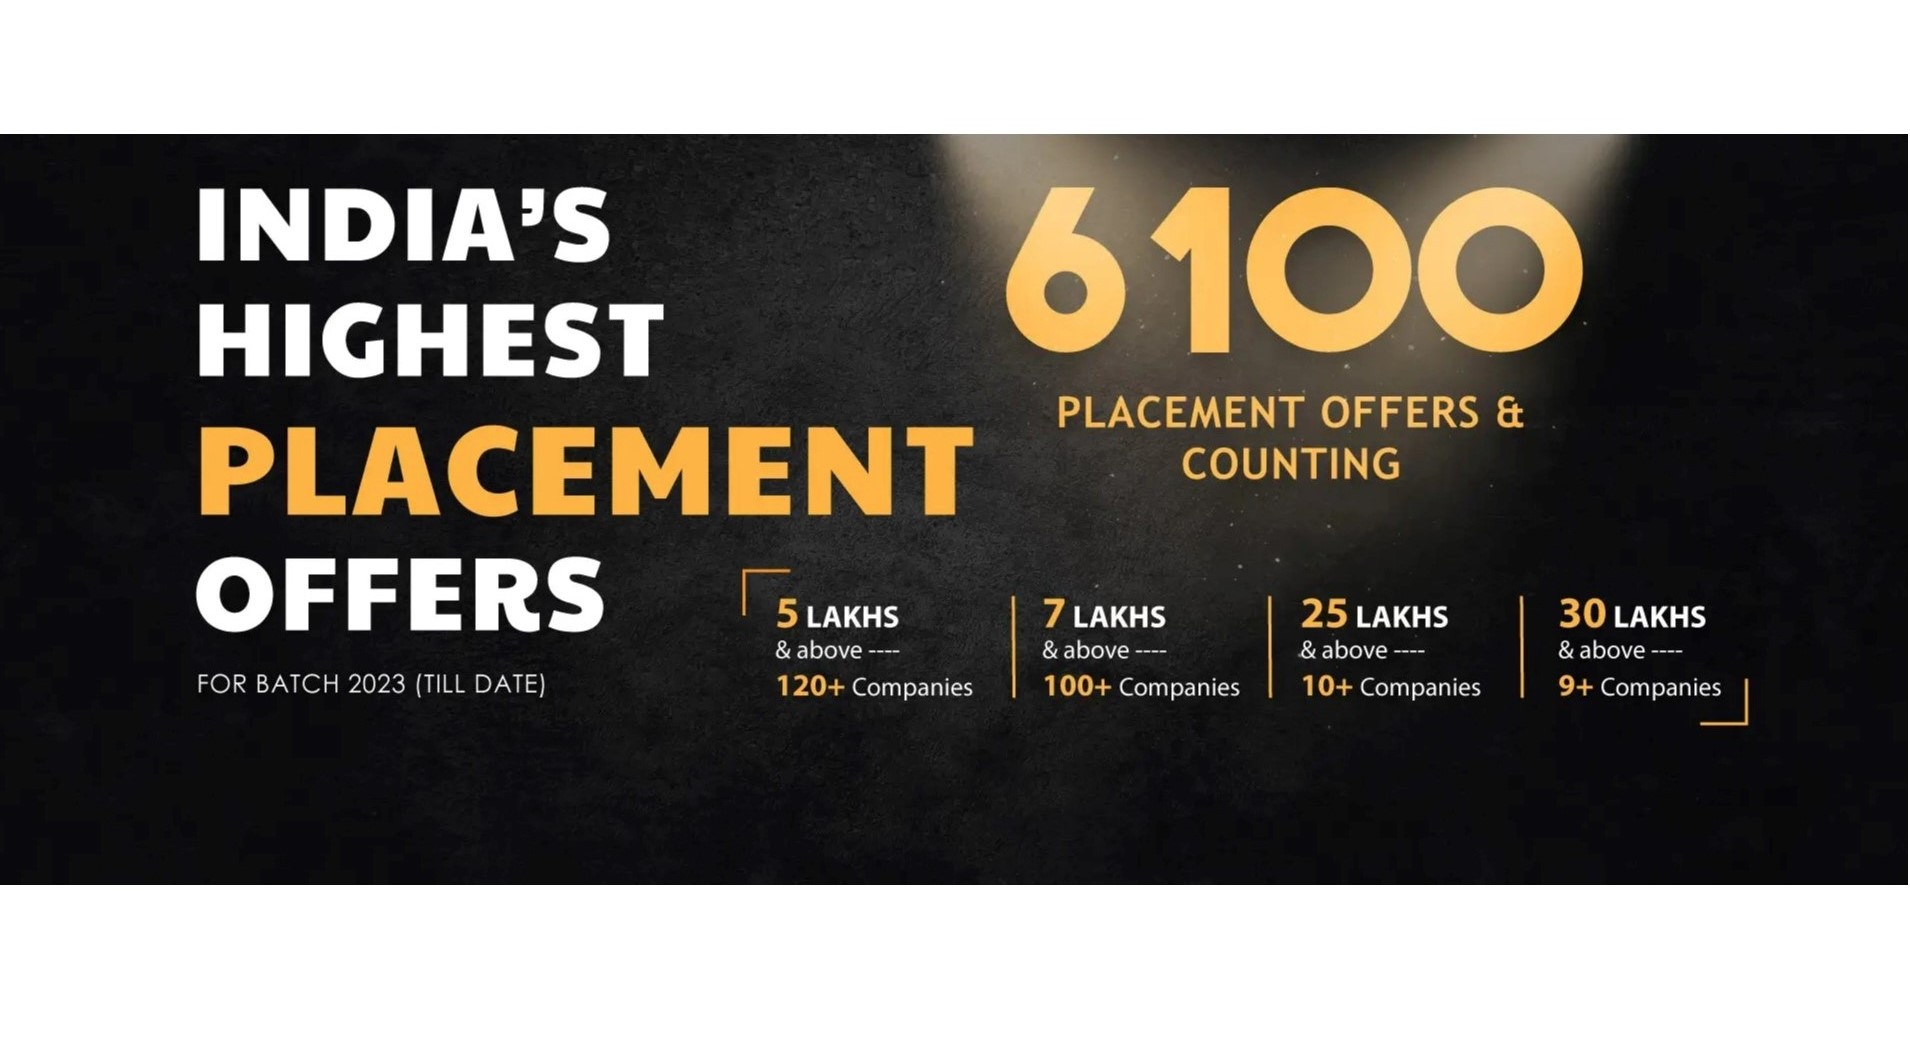 INDIA'S
HIGHEST
PLACEMENT
OFFERS
FOR BATCH 2023 (TILL DATE)
6100
PLACEMENT OFFERS &
COUNTING
5 LAKHS
& above ----
120+ Companies
7 LAKHS
& above ----
100+ Companies
25 LAKHS
& above ----
10+ Companies
30 LAKHS
& above ----
9+ Companies